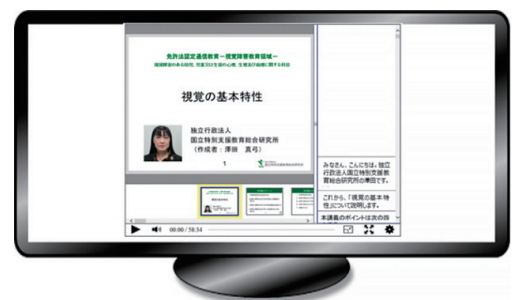 免許法認定通信教育－視覚障害教育領域－
視覚障害のある幼児、児童又は生徒の心理、生理及び病理に関する科目
視覚の基本特性
独立行政法人
国立特別支援教育総合研究所
（作成者：澤田　真弓）
1
みなさん、こんにちは。独立
行政法人国立特別支援教
育総合研究所の澤田です。
これから、「視覚の基本特
性」について説明します。
本講義のポイントは次の四
00:00 / 58:34